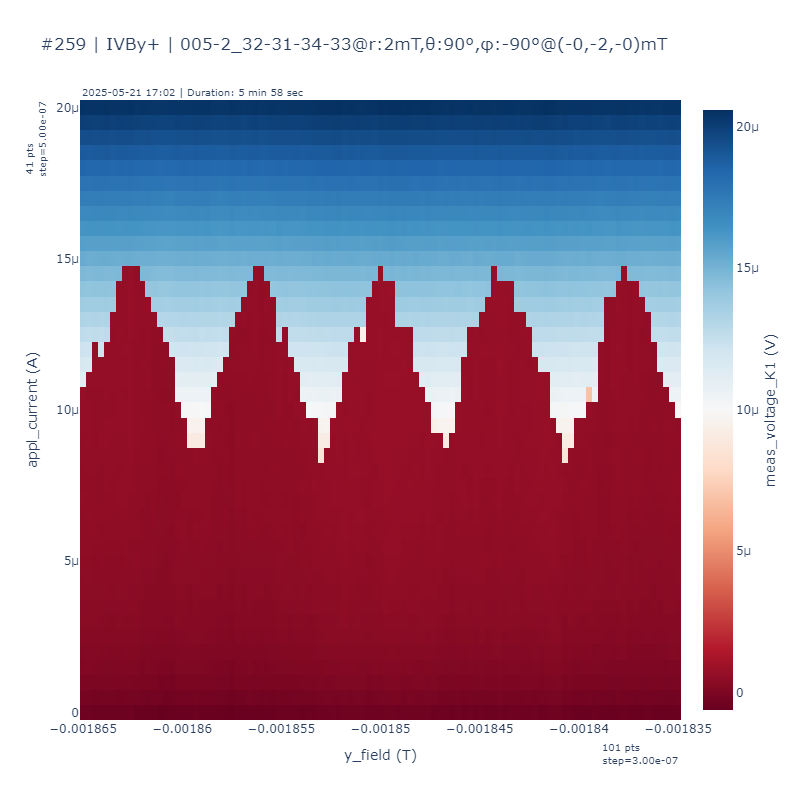 #259 | IVBy+ | 005-2_32-31-34-33@r:2mT,θ:90°,φ:-90°@(-0,-2,-0)mT
2025-05-21 17:02 | Duration: 5 min 58 sec
41 pts
step=5.00e-07
appl_current (A)
20μ
15μ
10μ
5μ
0
−0.001865
−0.00186
−0.001855
−0.00185
−0.001845
−0.00184
−0.001835
y_field (T)
101 pts
step=3.00e-07
20μ
15μ
10μ
5μ
0
meas_voltage_K1 (V)